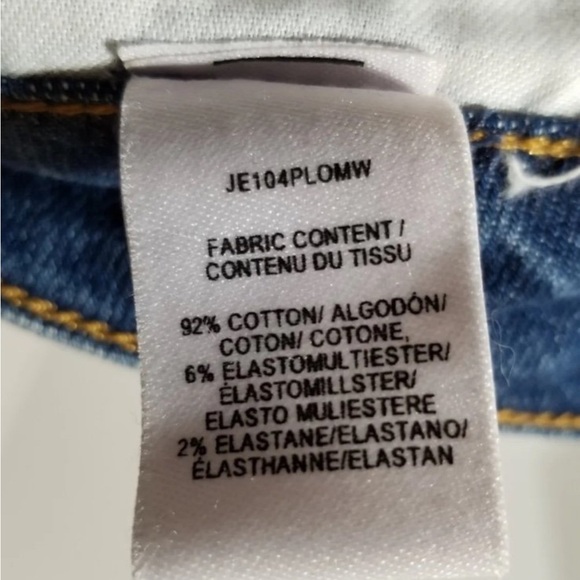 JE104PLOMW
FABRIC CONTENT /
CONTENU DU TISSU
92% COTTON/ ALGODÓN/
COTON/ COTONE,
6% ELASTOMULTIESTER/
ÉLASTOMILLSTER/
ELASTO MULIESTERE
2% ELASTANE/ELASTANO/
ÉLASTHANNE/ELASTAN